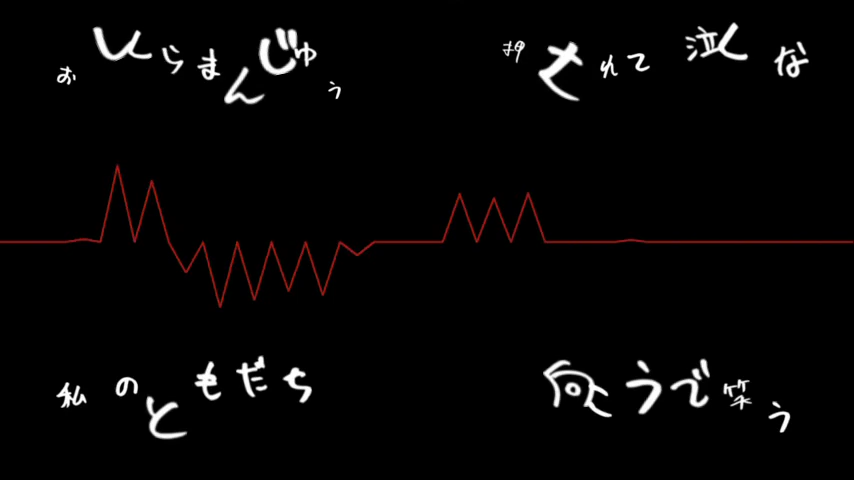 おしらまんじゅう
押されて泣くな
私のともだち
向うで笑う